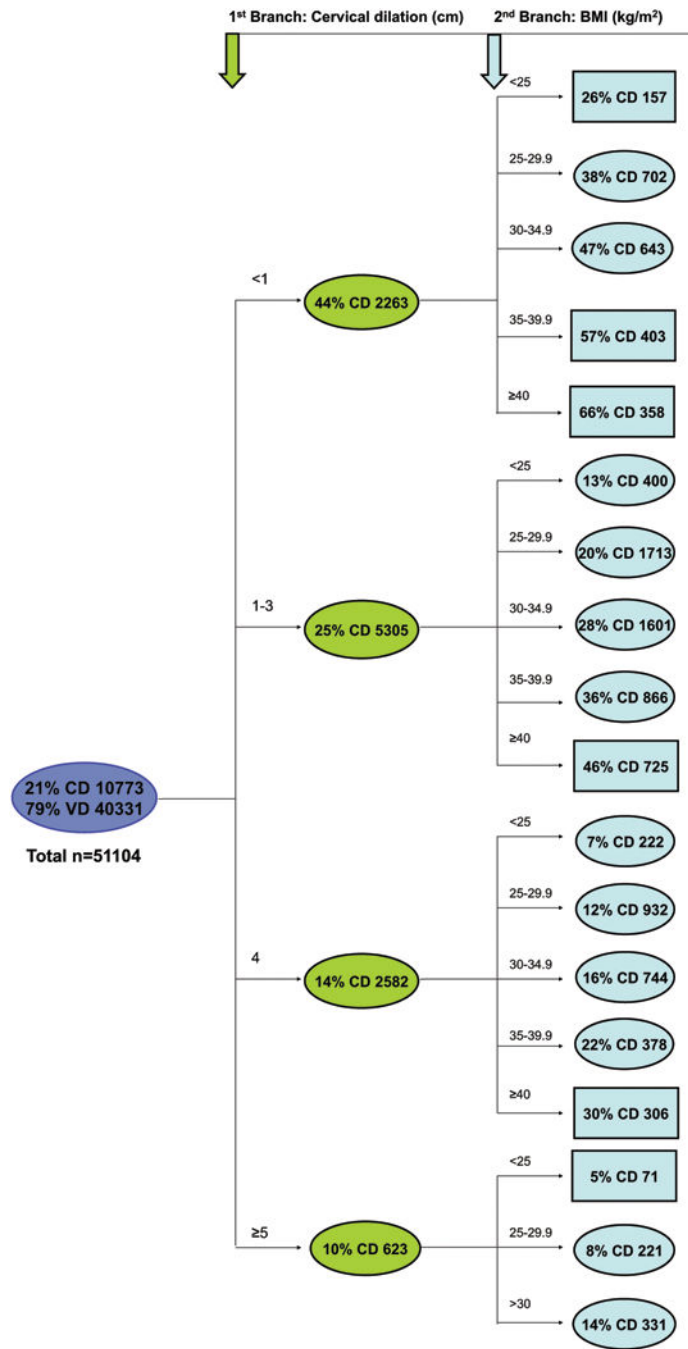 1st Branch: Cervical dilation (cm) 2nd Branch: BMI (kg/m²)
<25
26% CD 157
25-29.9
38% CD 702
30-34.9
47% CD 643
<1
44% CD 2263
35-39.9
57% CD 403
≥40
66% CD 358
<25
13% CD 400
25-29.9
20% CD 1713
1-3
30-34.9
25% CD 5305
28% CD 1601
35-39.9
36% CD 866
≥40
46% CD 725
21% CD 10773
79% VD 40331
Total n=51104
<25
7% CD 222
25-29.9
12% CD 932
4
30-34.9
14% CD 2582
16% CD 744
35-39.9
22% CD 378
≥40
30% CD 306
<25
5% CD 71
≥5
25-29.9
10% CD 623
8% CD 221
>30
14% CD 331